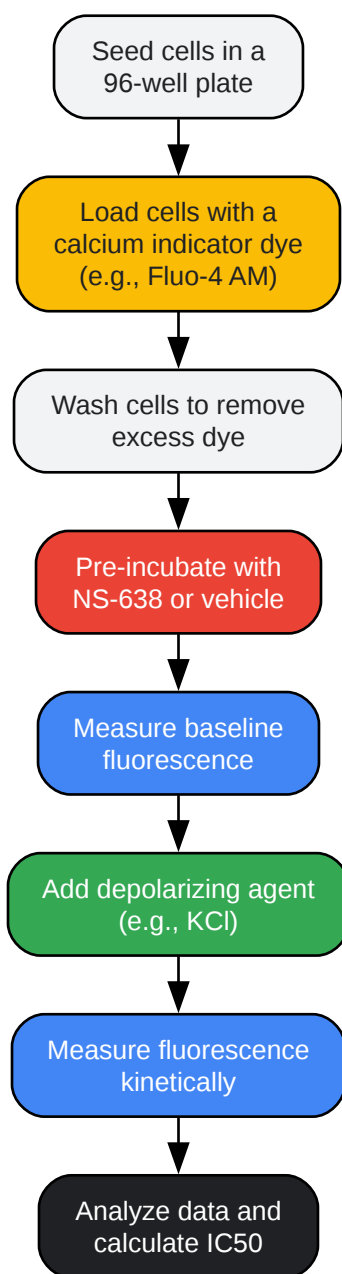 Seed cells in a
96-well plate
Load cells with a
calcium indicator dye
(e.g., Fluo-4 AM)
Wash cells to remove
excess dye
Pre-incubate with
NS-638 or vehicle
Measure baseline
fluorescence
Add depolarizing agent
(e.g., KCl)
Measure fluorescence
kinetically
Analyze data and
calculate IC50